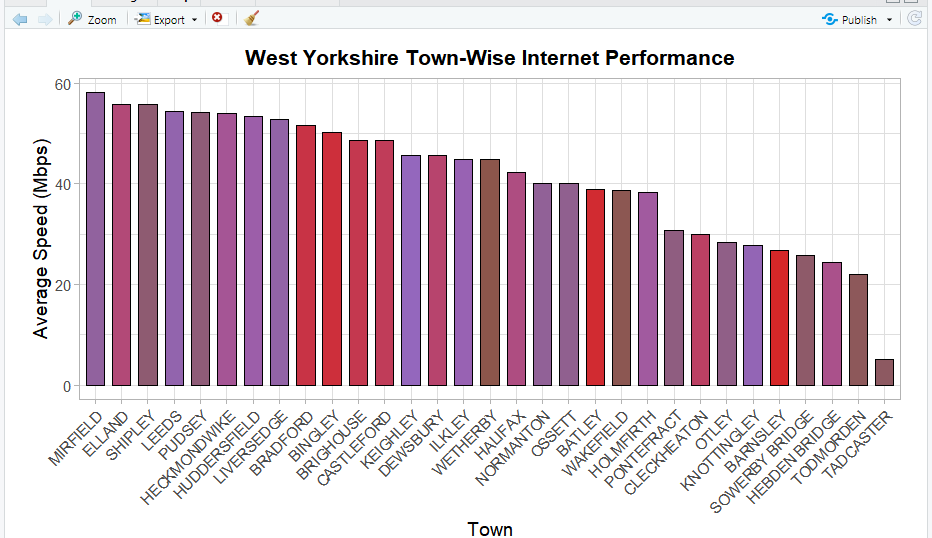 Zoom Export Publish
West Yorkshire Town-Wise Internet Performance
Average Speed (Mbps)
60
40
20
0
MIRFIELD
ELLAND
SHIPLEY
LEEDS
PUDSEY
HECKMONDWIKE
HUDDERSFIELD
LIVERSEDGE
BRADFORD
BINGLEY
BRIGHOUSE
CASTLEFORD
KEIGHLEY
DEWSBURY
ILKLEY
WETHERBY
HALIFAX
NORMANTON
OSSETT
BATLEY
WAKEFIELD
HOLMFIRTH
PONTEFRACT
CLECKHEATON
OTLEY
KNOTTINGLEY
BARNSLEY
SOWERBY BRIDGE
HEBDEN BRIDGE
TODMORDEN
TADCASTER
Town